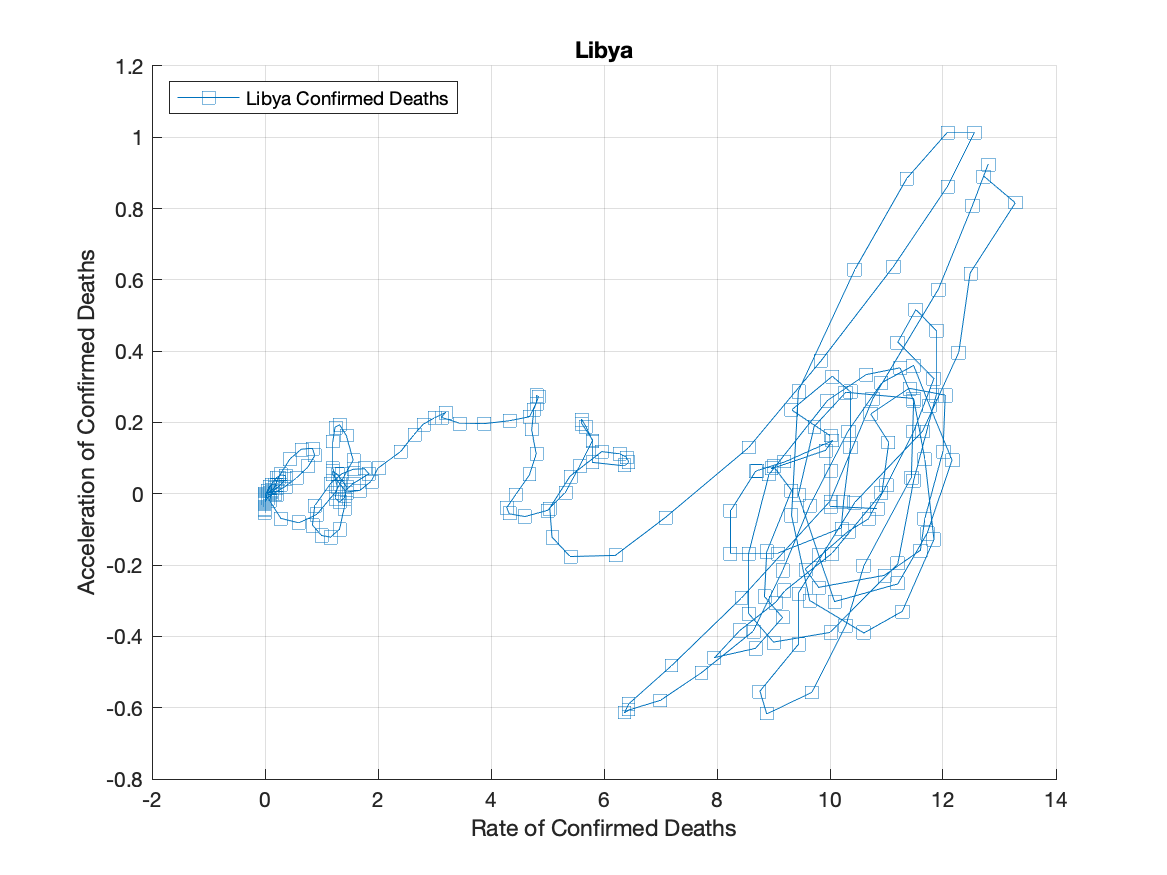 Libya
Libya Confirmed Deaths
1.2
1
0.8
0.6
0.4
0.2
0
-0.2
-0.4
-0.6
-0.8
Acceleration of Confirmed Deaths
-2 0 2 4 6 8 10 12 14
Rate of Confirmed Deaths